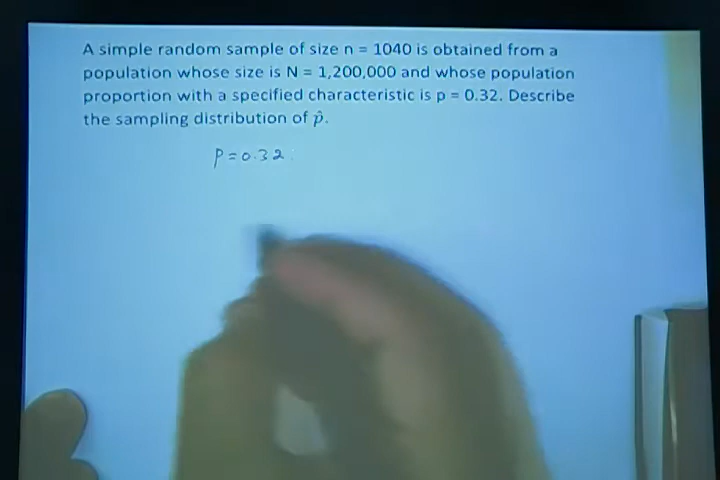 A simple random sample of size n = 1040 is obtained from a
population whose size is N = 1,200,000 and whose population
proportion with a specified characteristic is p = 0.32. Describe
the sampling distribution of p̂.
P=0.32